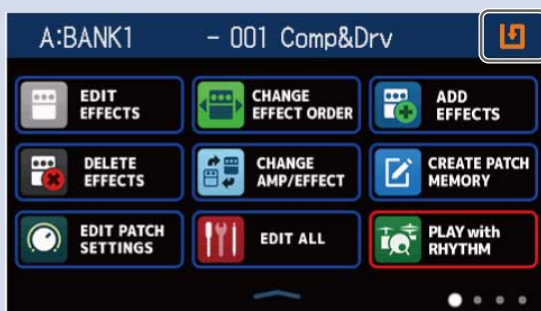 A:BANK1 - 001 Comp&Drv
EDIT
EFFECTS
CHANGE
EFFECT ORDER
ADD
EFFECTS
DELETE
EFFECTS
CHANGE
AMP/EFFECT
CREATE PATCH
MEMORY
EDIT PATCH
SETTINGS
EDIT ALL
PLAY with
RHYTHM